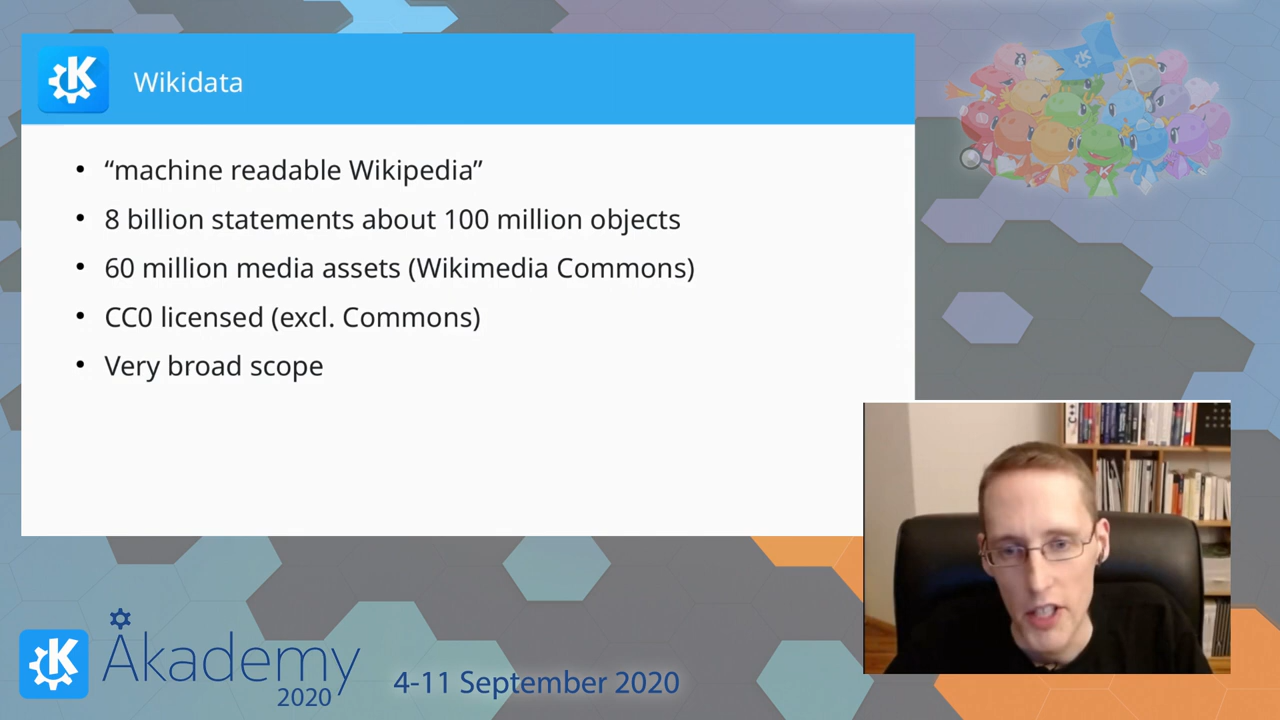 Wikidata
“machine readable Wikipedia”
8 billion statements about 100 million objects
60 million media assets (Wikimedia Commons)
CC0 licensed (excl. Commons)
Very broad scope
Akademy
2020
4-11 September 2020